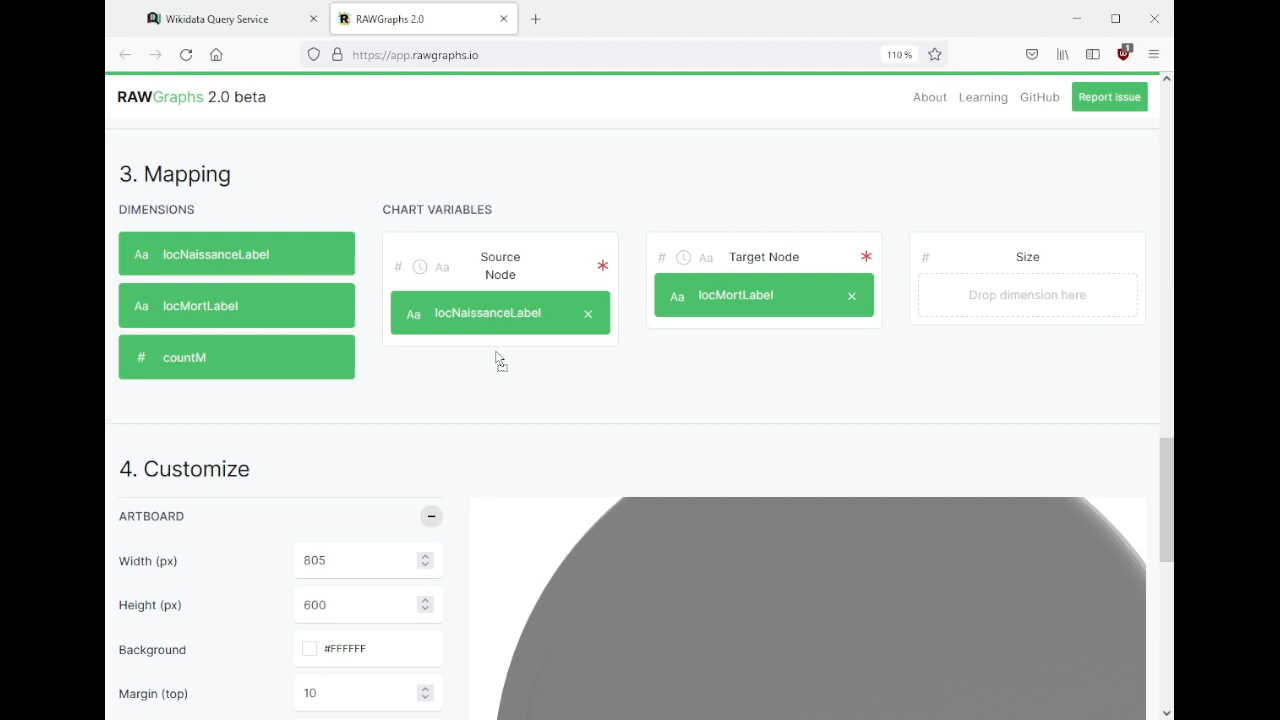 Wikidata Query Service
RAWGraphs 2.0
https://app.rawgraphs.io
110%
1
RAWGraphs 2.0 beta
About
Learning
GitHub
Report issue
3. Mapping
DIMENSIONS
CHART VARIABLES
Aa locNaissanceLabel
Aa locMortLabel
# countM
# Aa Source
Node
*
Aa locNaissanceLabel ×
# Aa Target Node *
Aa locMortLabel ×
# Size
Drop dimension here
4. Customize
ARTBOARD
Width (px) 805
Height (px) 600
Background #FFFFFF
Margin (top) 10